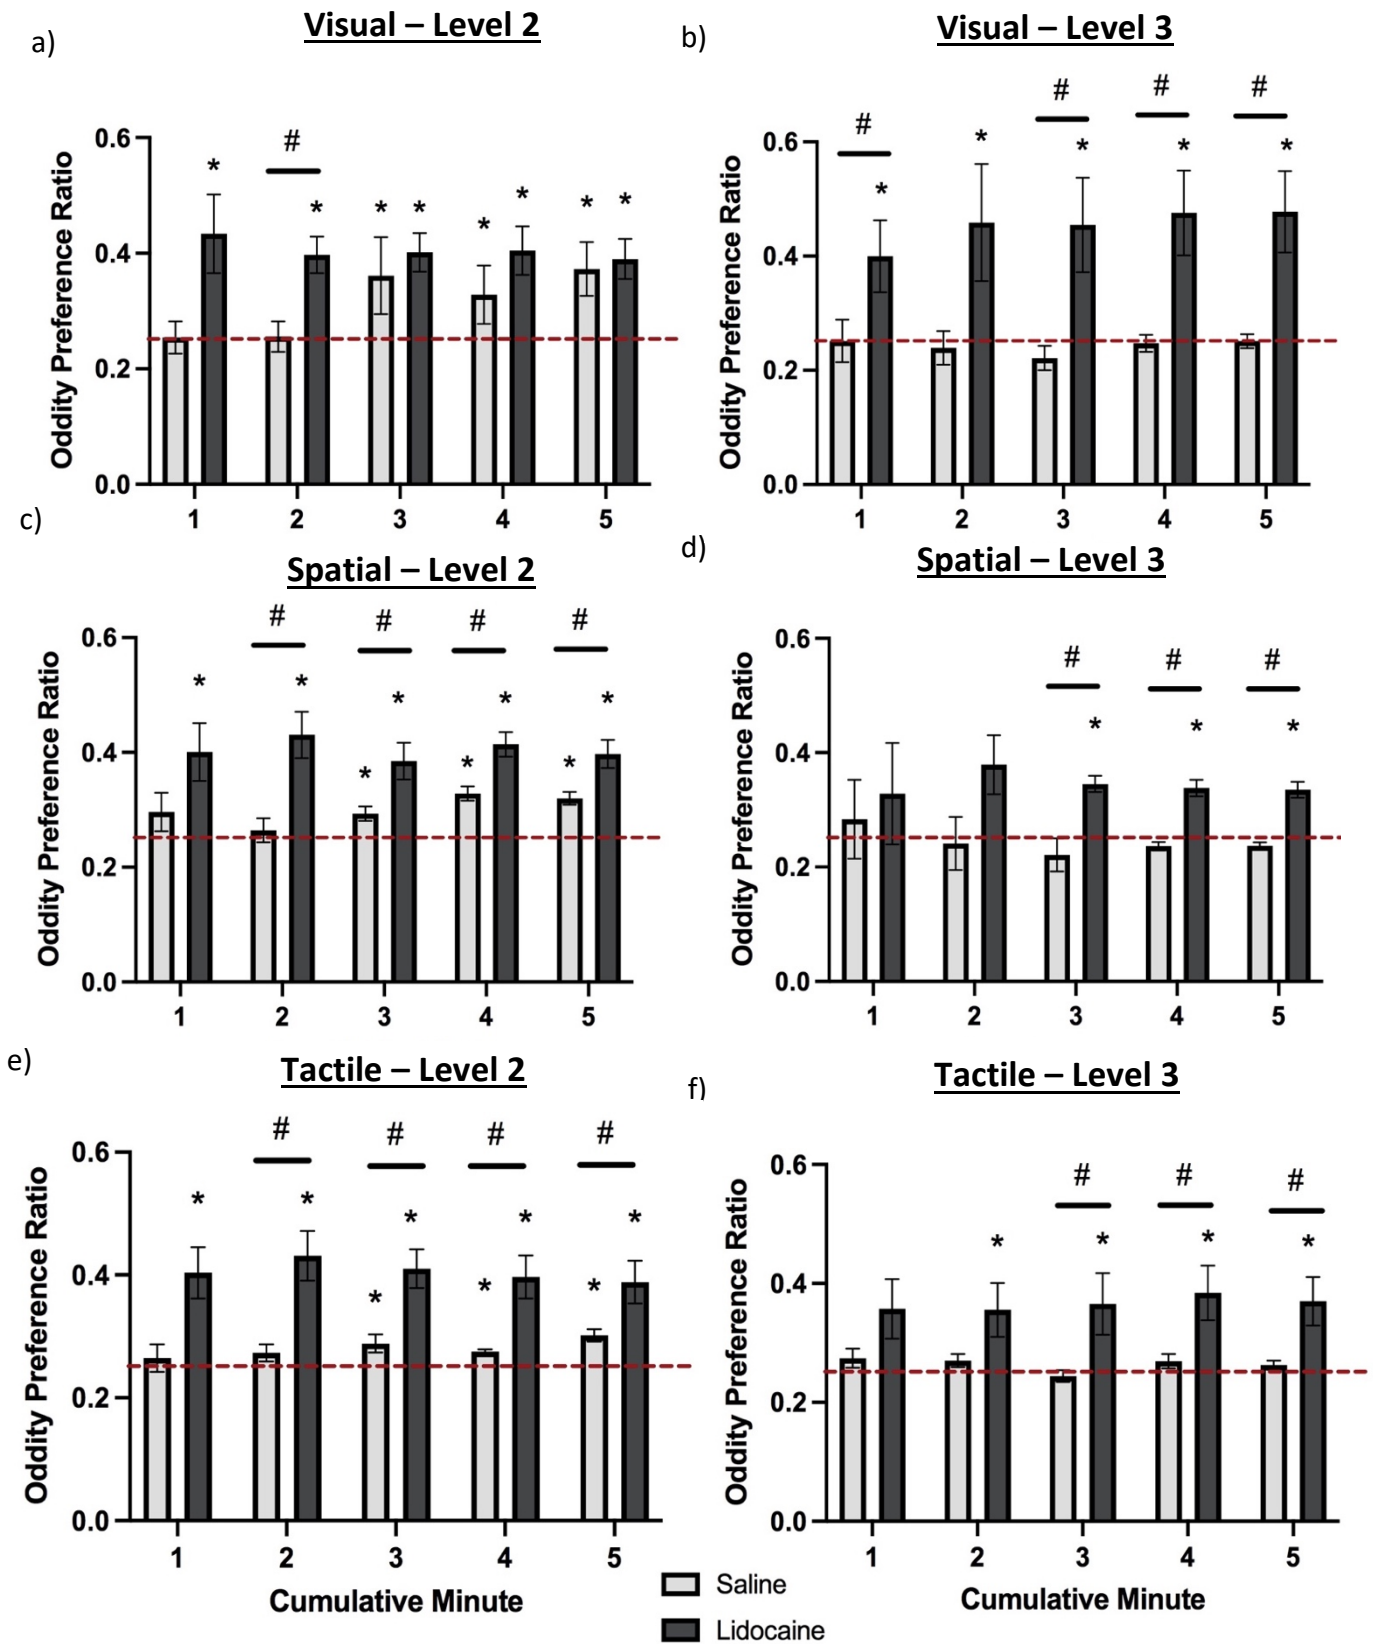 a)
Visual – Level 2
#
* * * * * * * *
Oddity Preference Ratio
0.6
0.4
0.2
0.0
1 2 3 4 5
b)
Visual – Level 3
# # # #
* * * * *
Oddity Preference Ratio
0.6
0.4
0.2
0.0
1 2 3 4 5
c)
Spatial – Level 2
# # # #
* * * * * * * *
Oddity Preference Ratio
0.6
0.4
0.2
0.0
1 2 3 4 5
d)
Spatial – Level 3
# # #
* * *
Oddity Preference Ratio
0.6
0.4
0.2
0.0
1 2 3 4 5
e)
Tactile – Level 2
# # # #
* * * * * * * *
Oddity Preference Ratio
0.6
0.4
0.2
0.0
1 2 3 4 5
Cumulative Minute
f)
Tactile – Level 3
# # #
* * * *
Oddity Preference Ratio
0.6
0.4
0.2
0.0
1 2 3 4 5
Cumulative Minute
Saline
Lidocaine